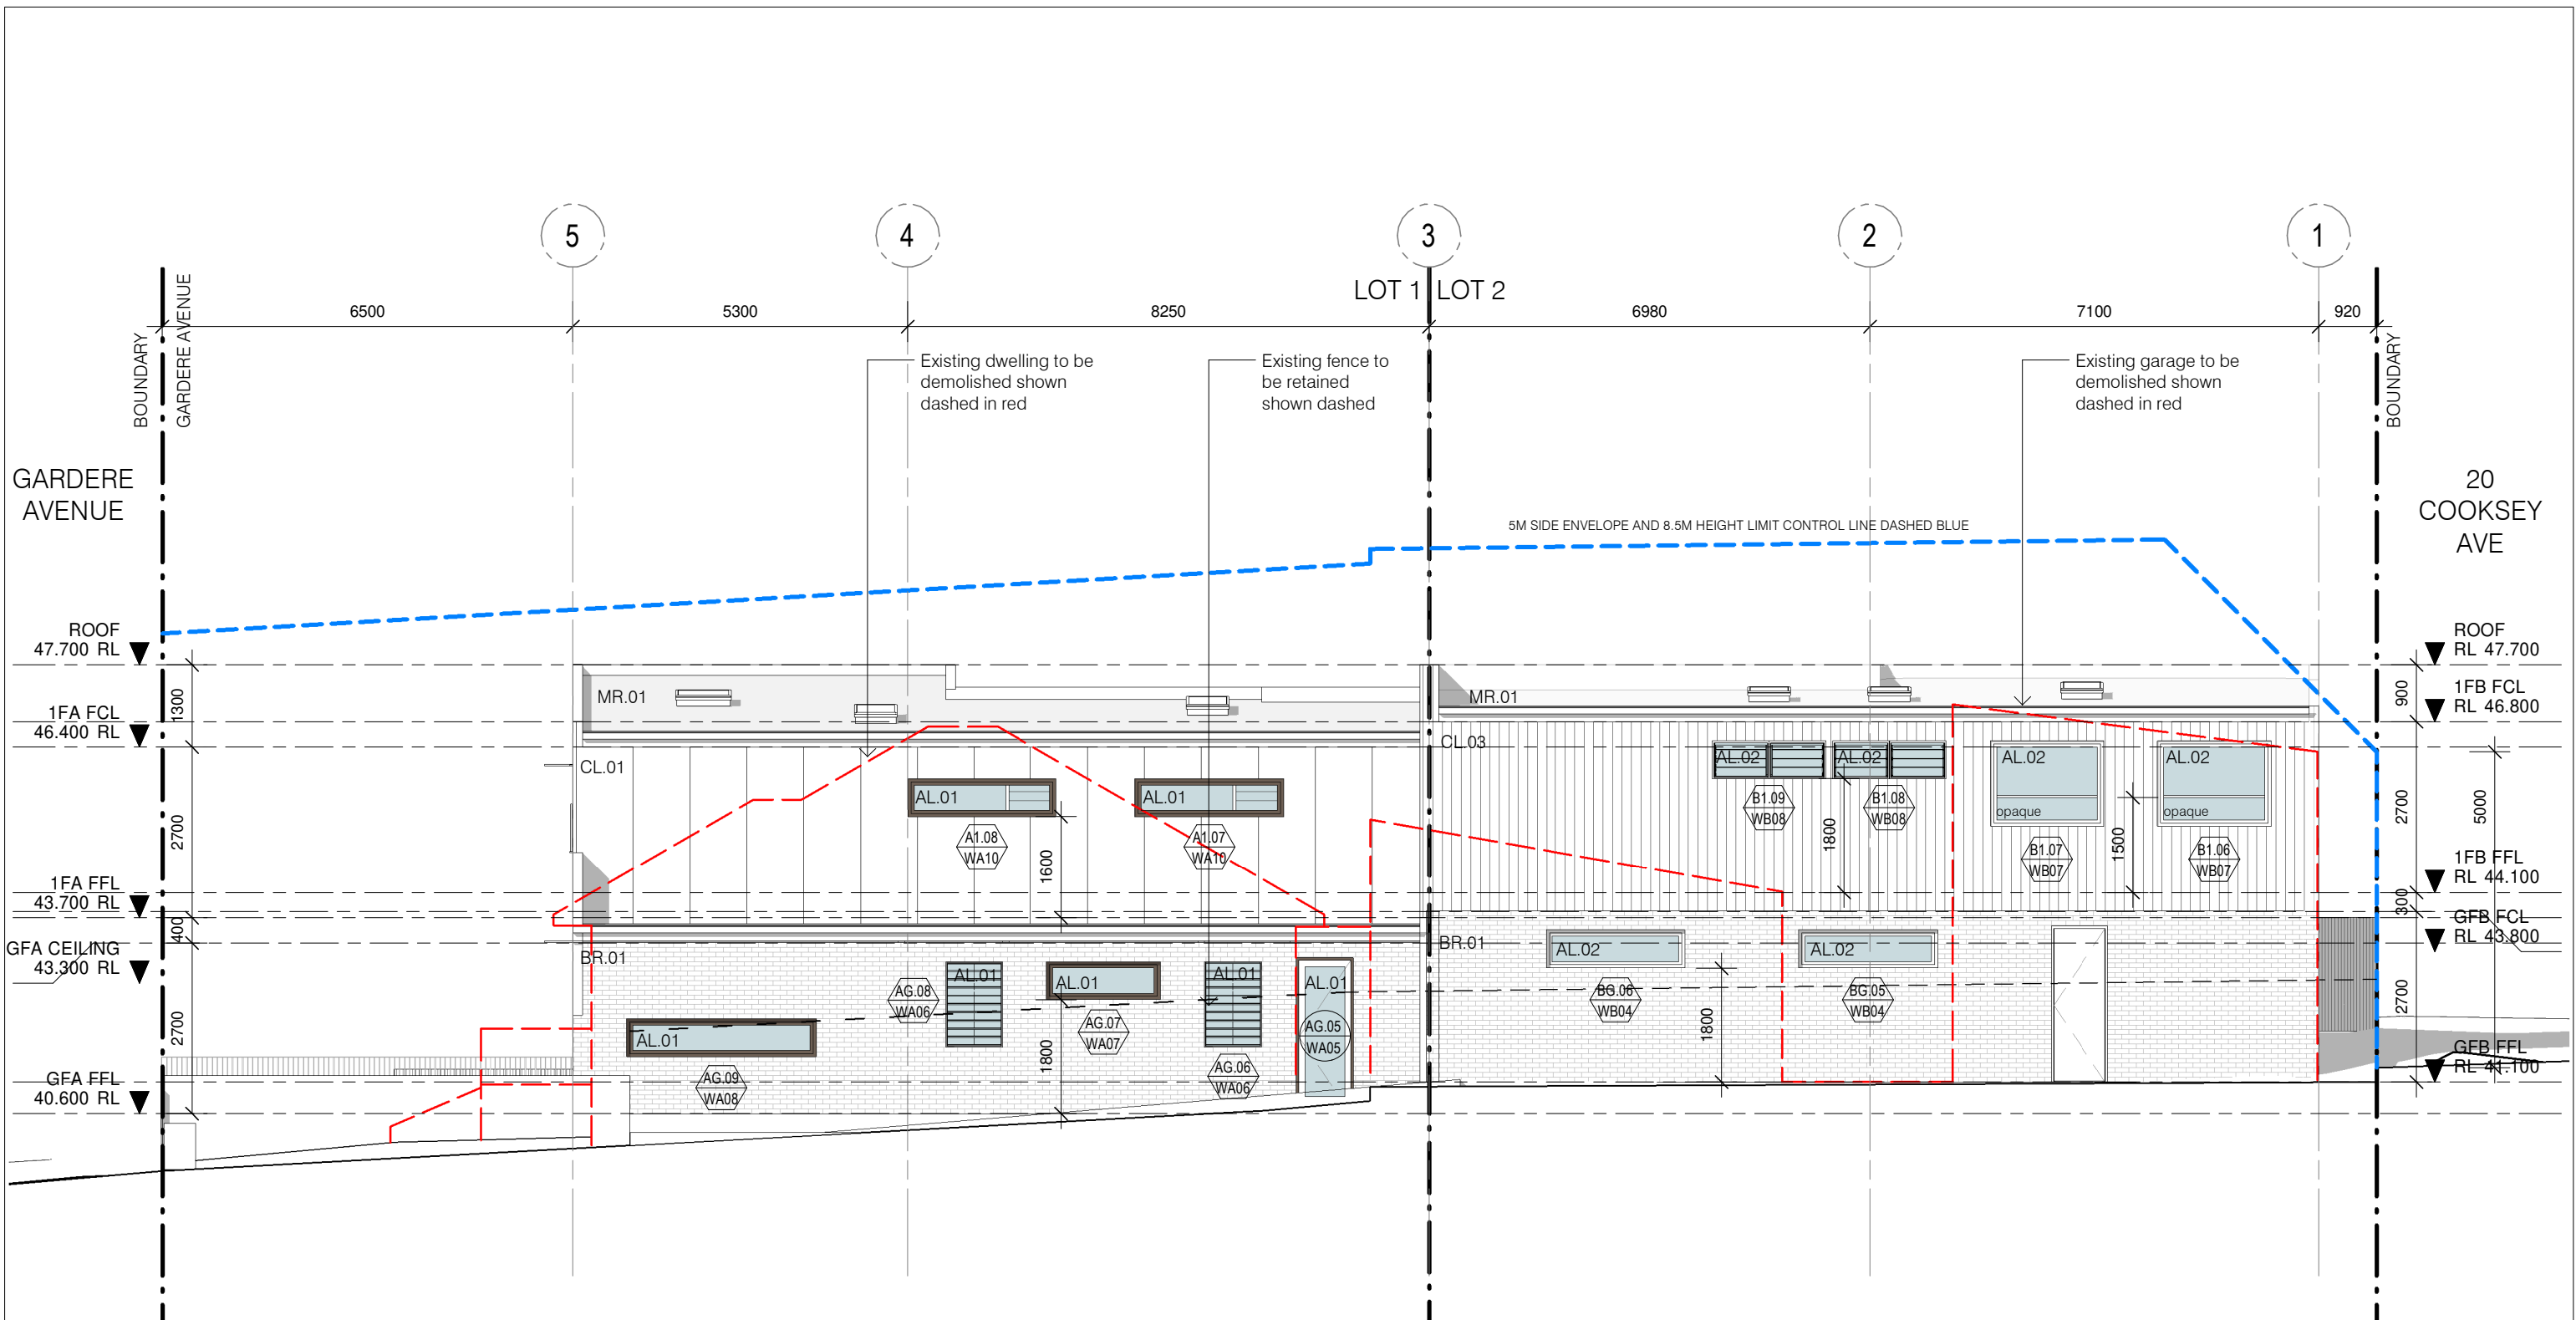 5
4
3
2
1
LOT 1
LOT 2
6500
5300
8250
6980
7100
920
BOUNDARY
GARDERE AVENUE
BOUNDARY
Existing dwelling to be
demolished shown
dashed in red
Existing fence to
be retained
shown dashed
Existing garage to be
demolished shown
dashed in red
GARDERE
AVENUE
20
COOKSEY
AVE
5M SIDE ENVELOPE AND 8.5M HEIGHT LIMIT CONTROL LINE DASHED BLUE
ROOF
47.700 RL
1FA FCL
46.400 RL
1FA FFL
43.700 RL
GFA CEILING
43.300 RL
GFA FFL
40.600 RL
1300
2700
400
2700
MR.01
CL.01
AL.01
AL.01
A1.08
WA10
A1.07
WA10
1600
BR.01
AL.01
AL.01
AL.01
AL.01
AL.01
AG.08
WA06
AG.07
WA07
AG.05
WA05
AG.09
WA08
AG.06
WA06
1800
MR.01
CL.03
AL.02
AL.02
AL.02
AL.02
opaque
opaque
B1.09
WB08
B1.08
WB08
B1.07
WB07
B1.06
WB07
1800
1500
BR.01
AL.02
AL.02
BG.06
WB04
BG.05
WB04
1800
ROOF
RL 47.700
1FB FCL
RL 46.800
1FB FFL
RL 44.100
GFB FCL
RL 43.800
GFB FFL
RL 41.100
900
2700
300
2700
5000